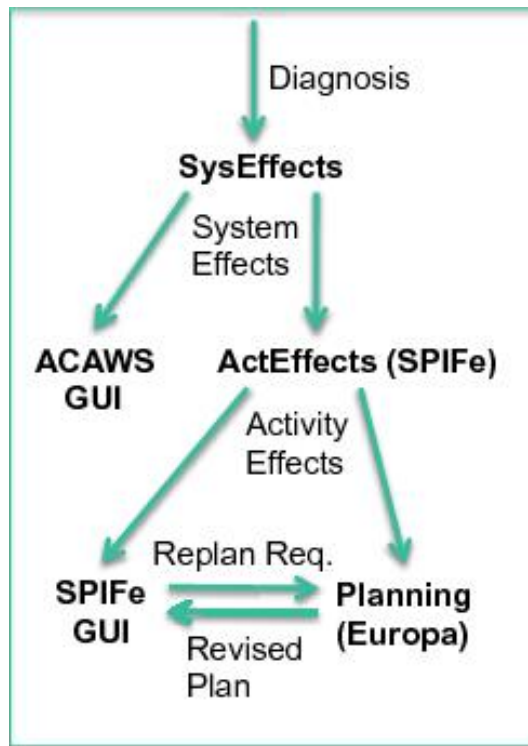 Diagnosis
SysEffects
System
Effects
ACAWS
GUI
ActEffects (SPIFe)
Activity
Effects
Replan Req.
SPIFe
GUI
Planning
(Europa)
Revised
Plan